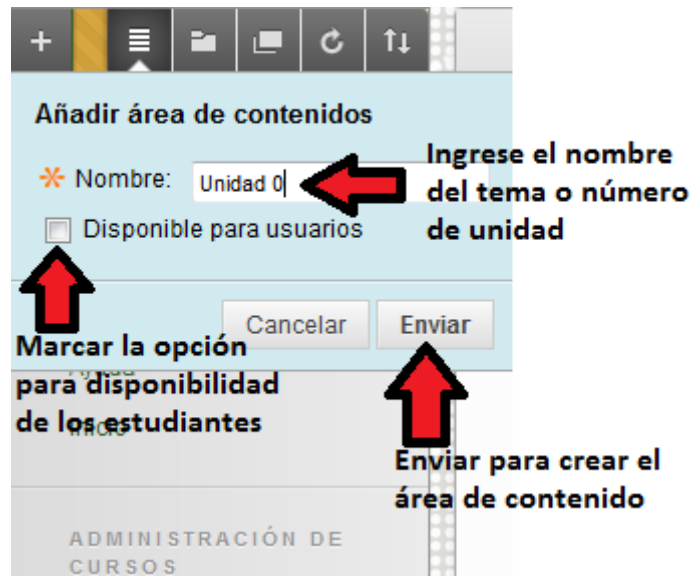 Añadir área de contenidos
Nombre: Unidad 0
Ingrese el nombre
del tema o número
de unidad
Disponible para usuarios
Cancelar Enviar
Marcar la opción
para disponibilidad
de los estudiantes
Inicio
Enviar para crear el
área de contenido
ADMINISTRACIÓN DE
CURSOS